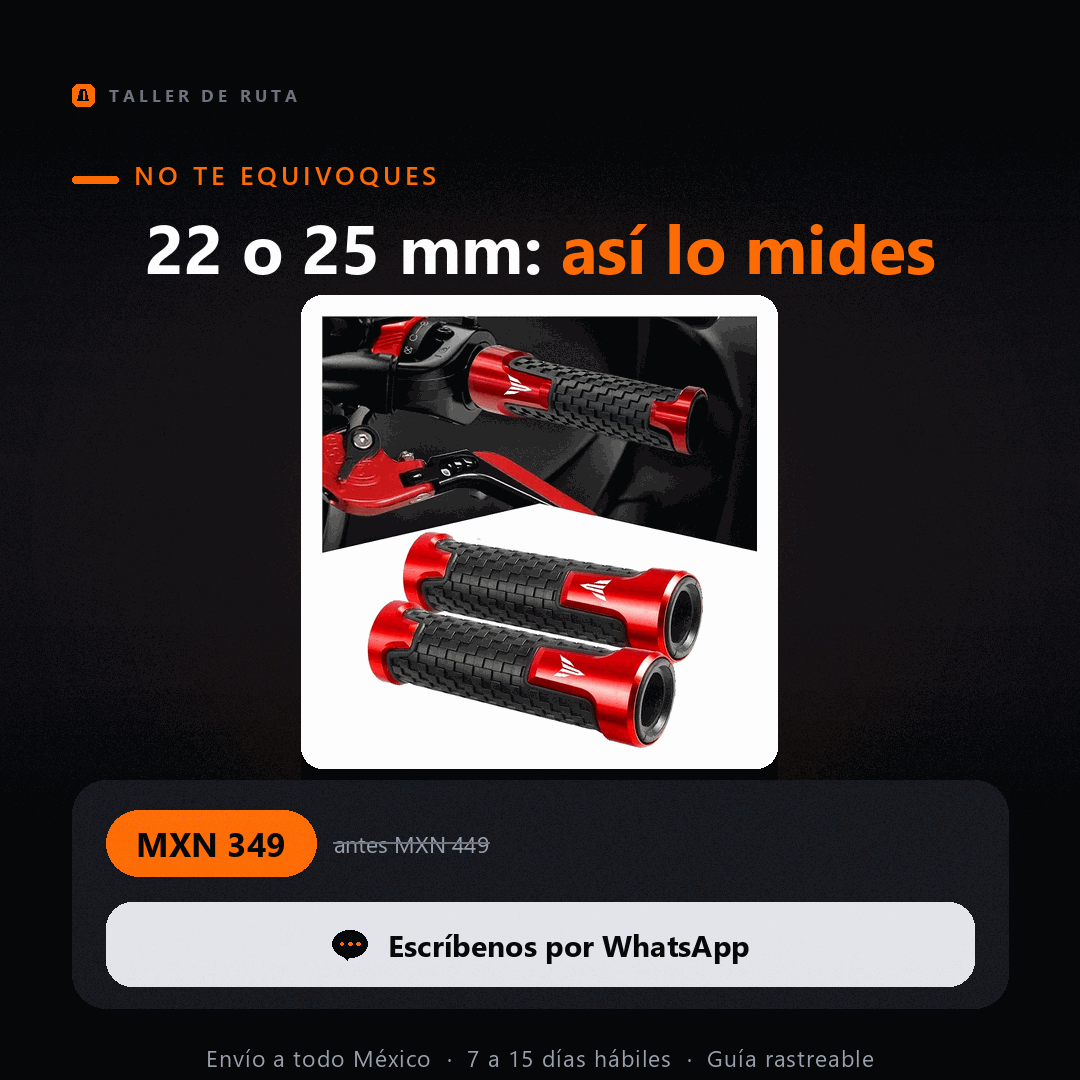 TALLER DE RUTA
NO TE EQUIVOQUES
22 o 25 mm: así lo mides
MXN 349
antes MXN 449
Escríbenos por WhatsApp
Envío a todo México · 7 a 15 días hábiles · Guía rastreable